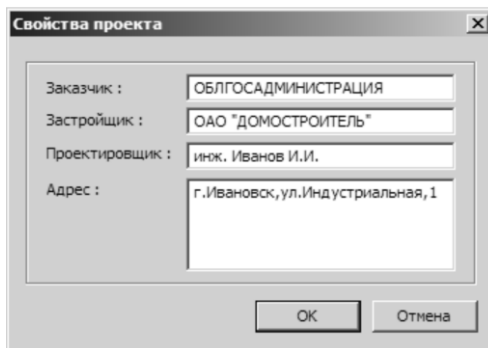 Свойства проекта
Заказчик : ОБЛГОСАДМИНИСТРАЦИЯ
Застройщик : ОАО "ДОМОСТРОИТЕЛЬ"
Проектировщик : инж. Иванов И.И.
Адрес : г.Ивановск,ул.Индустриальная,1
OK Отмена